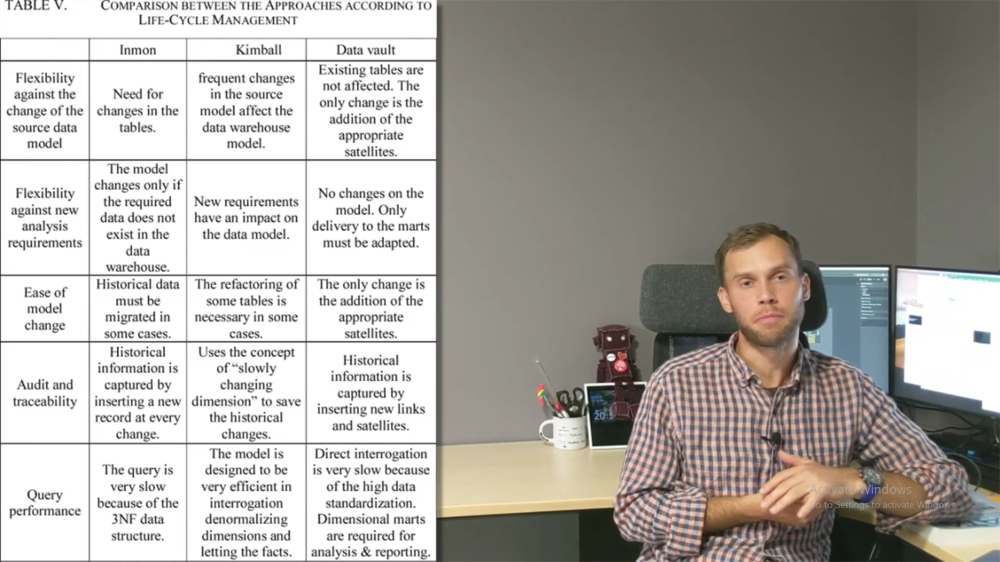 TABLE V. COMPARISON BETWEEN THE APPROACHES ACCORDING TO
LIFE-CYCLE MANAGEMENT
Inmon
Kimball
Data vault
Flexibility
against the
change of the
source data
model
Need for
changes in the
tables.
frequent changes
in the source
model affect the
data warehouse
model.
Existing tables are
not affected. The
only change is the
addition of the
appropriate
satellites.
Flexibility
against new
analysis
requirements
The model
changes only if
the required
data does not
exist in the
data
warehouse.
New requirements
have an impact on
the data model.
No changes on the
model. Only
delivery to the marts
must be adapted.
Ease of
model
change
Historical data
must be
migrated in
some cases.
The refactoring of
some tables is
necessary in some
cases.
The only change is
the addition of the
appropriate
satellites.
Audit and
traceability
Historical
information is
captured by
inserting a new
record at every
change.
Uses the concept
of “slowly
changing
dimension” to save
the historical
changes.
Historical
information is
captured by
inserting new links
and satellites.
Query
performance
The query is
very slow
because of the
3NF data
structure.
The model is
designed to be
very efficient in
interrogation
denormalizing
dimensions and
letting the facts.
Direct interrogation
is very slow because
of the high data
standardization.
Dimensional marts
are required for
analysis & reporting.
20:
Activate Windows
Go to Settings to activate Windows.